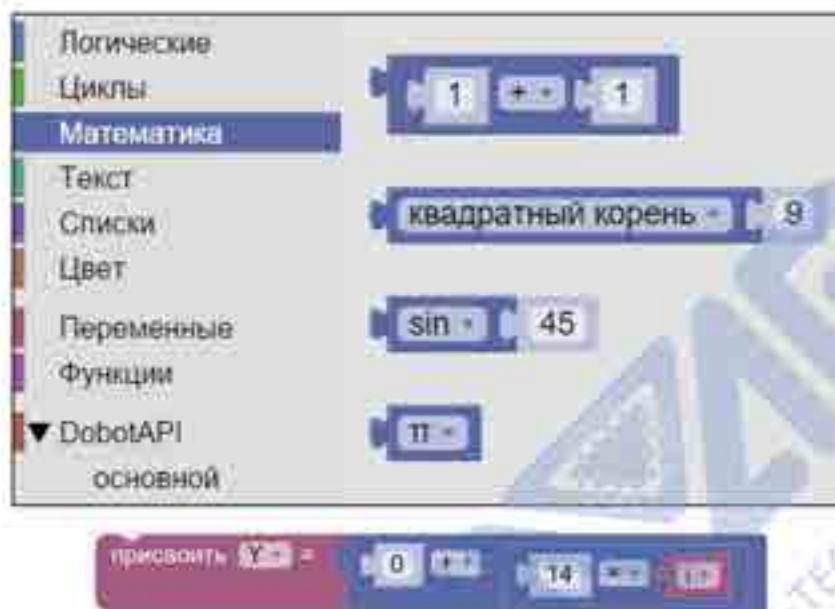 Логические
Циклы
Математика
Текст
Списки
Цвет
Переменные
Функции
▼ DobotAPI
основной
1 + 1
квадратный корень 9
sin 45
π
присвоить Y = 0 + 14 *